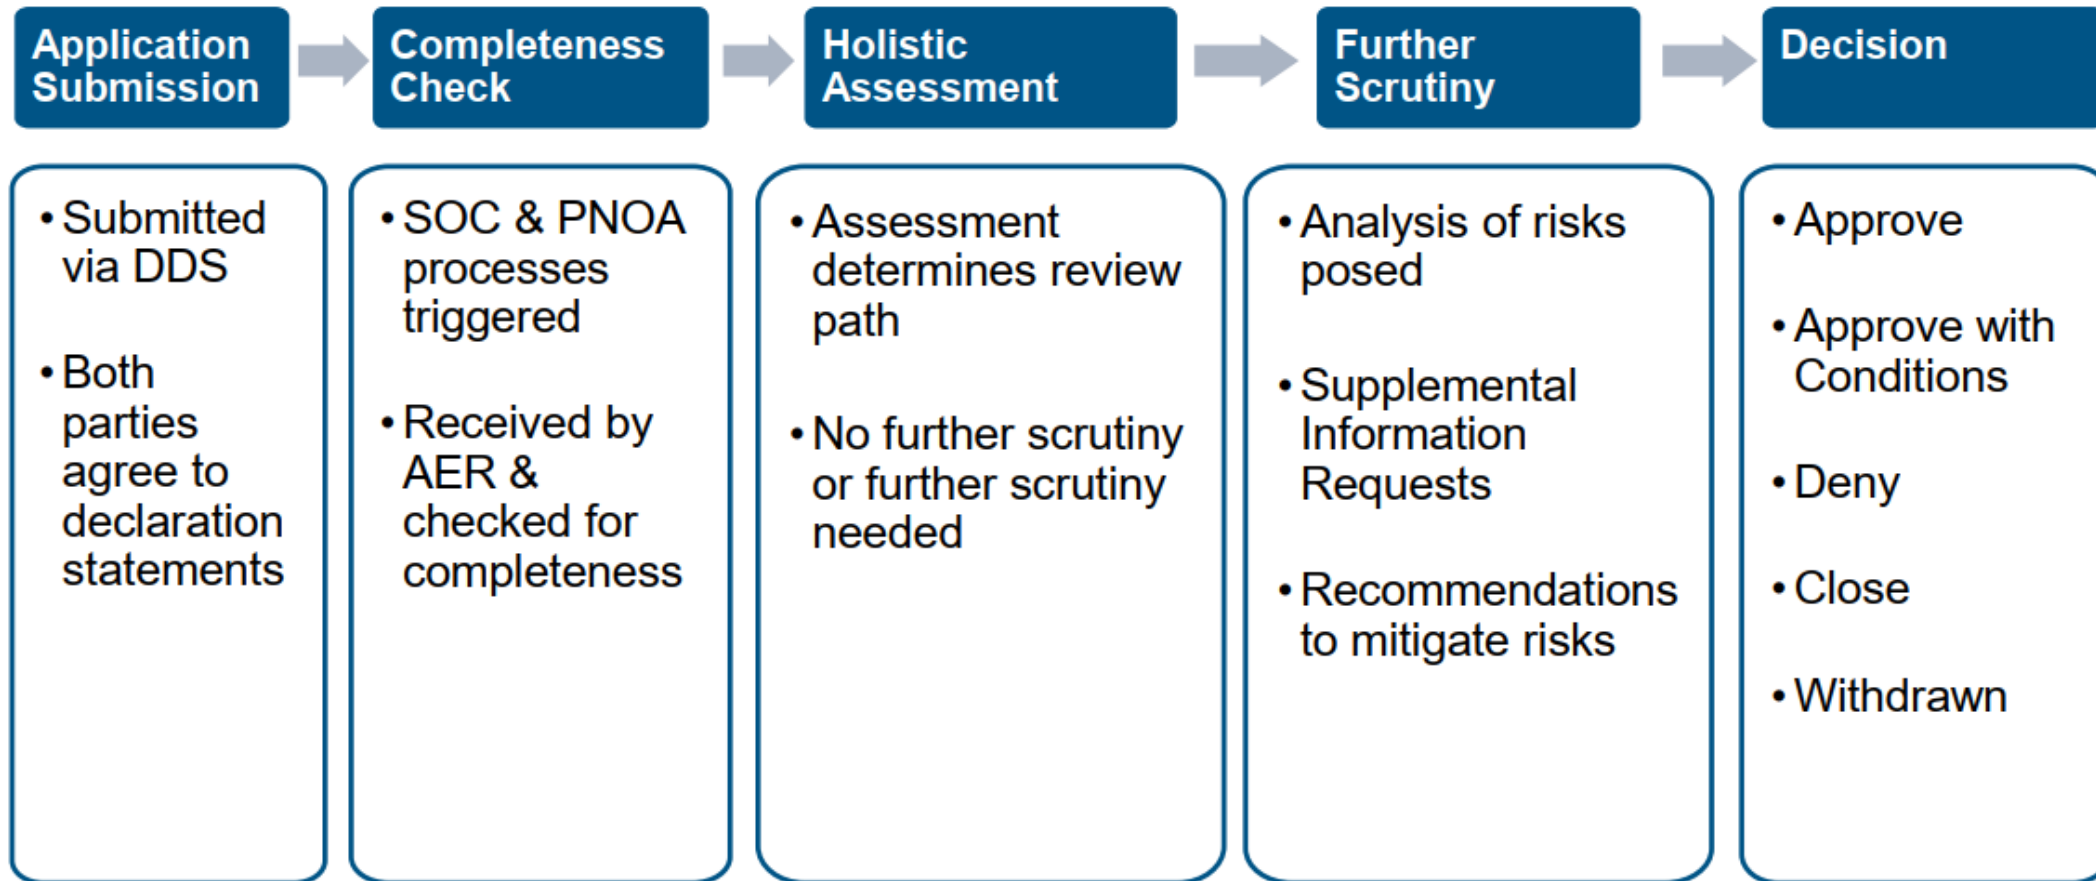 Application
Submission
Completeness
Check
Holistic
Assessment
Further
Scrutiny
Decision
• Submitted
via DDS
• Both
parties
agree to
declaration
statements
• SOC & PNOA
processes
triggered
• Received by
AER &
checked for
completeness
• Assessment
determines review
path
• No further scrutiny
or further scrutiny
needed
• Analysis of risks
posed
• Supplemental
Information
Requests
• Recommendations
to mitigate risks
• Approve
• Approve with
Conditions
• Deny
• Close
• Withdrawn